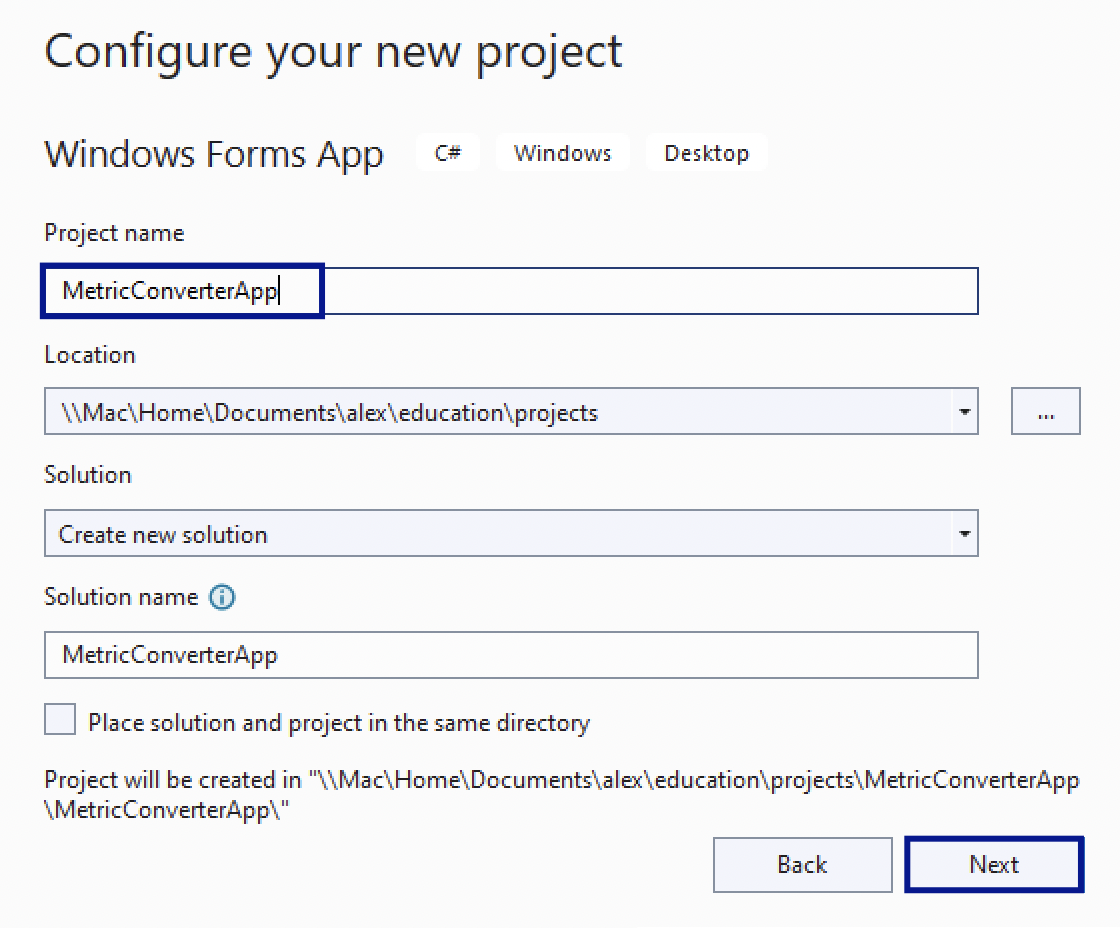 Configure your new project
Windows Forms App C# Windows Desktop
Project name
MetricConverterApp
Location
\\Mac\Home\Documents\alex\education\projects
...
Solution
Create new solution
Solution name
MetricConverterApp
Place solution and project in the same directory
Project will be created in "\\Mac\Home\Documents\alex\education\projects\MetricConverterApp
\MetricConverterApp\"
Back Next